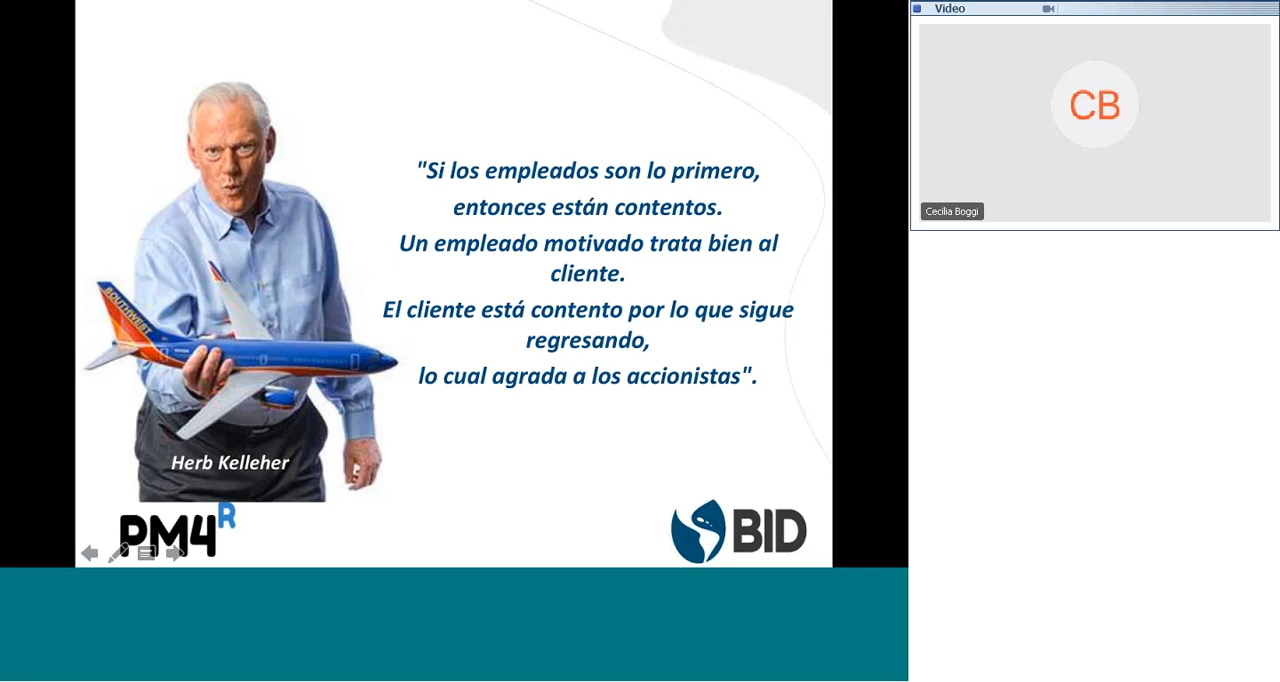 Video
CB
Cecilia Boggi
"Si los empleados son lo primero,
entonces están contentos.
Un empleado motivado trata bien al
cliente.
El cliente está contento por lo que sigue
regresando,
lo cual agrada a los accionistas".
SOUTHWEST
Herb Kelleher
PM4R
BID